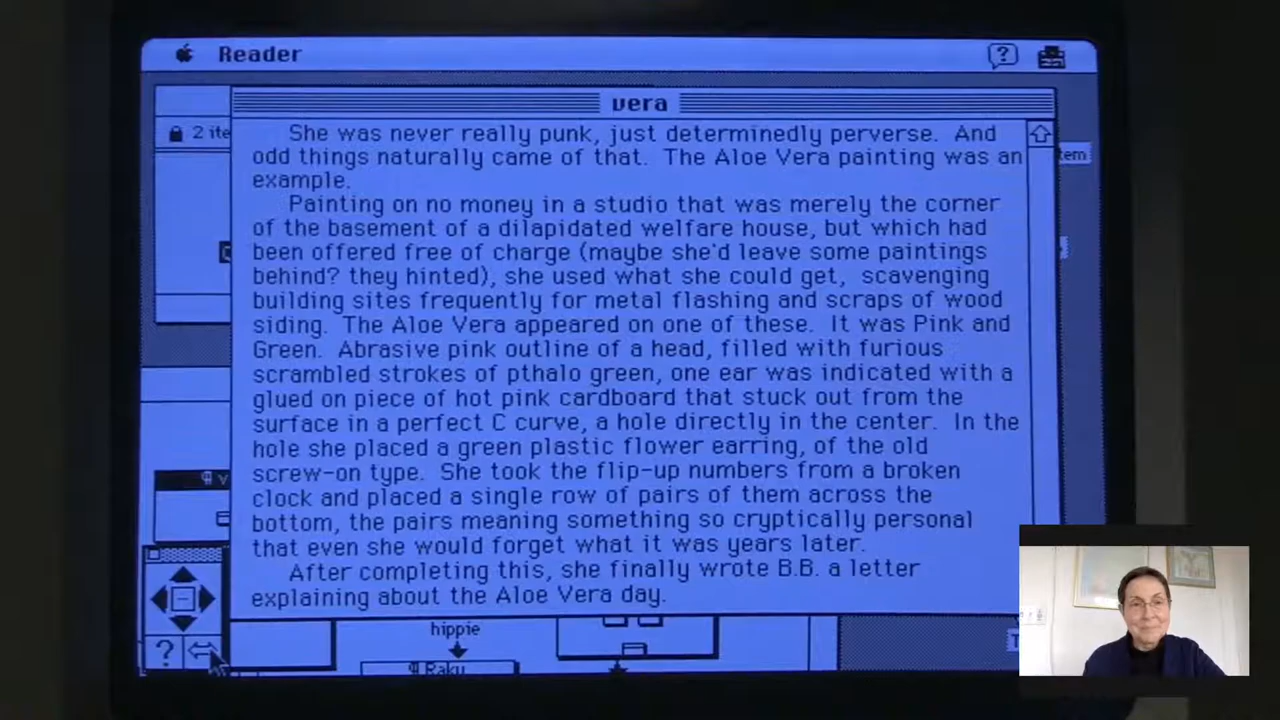 Reader
vera
2 ite
tem
She was never really punk, just determinedly perverse. And
odd things naturally came of that. The Aloe Vera painting was an
example.
Painting on no money in a studio that was merely the corner
of the basement of a dilapidated welfare house, but which had
been offered free of charge (maybe she'd leave some paintings
behind? they hinted), she used what she could get, scavenging
building sites frequently for metal flashing and scraps of wood
siding. The Aloe Vera appeared on one of these. It was Pink and
Green. Abrasive pink outline of a head, filled with furious
scrambled strokes of pthalo green, one ear was indicated with a
glued on piece of hot pink cardboard that stuck out from the
surface in a perfect C curve, a hole directly in the center. In the
hole she placed a green plastic flower earring, of the old
screw-on type. She took the flip-up numbers from a broken
clock and placed a single row of pairs of them across the
bottom, the pairs meaning something so cryptically personal
that even she would forget what it was years later.
After completing this, she finally wrote B.B. a letter
explaining about the Aloe Vera day.
¶ v
?
hippie
¶ Raku
T